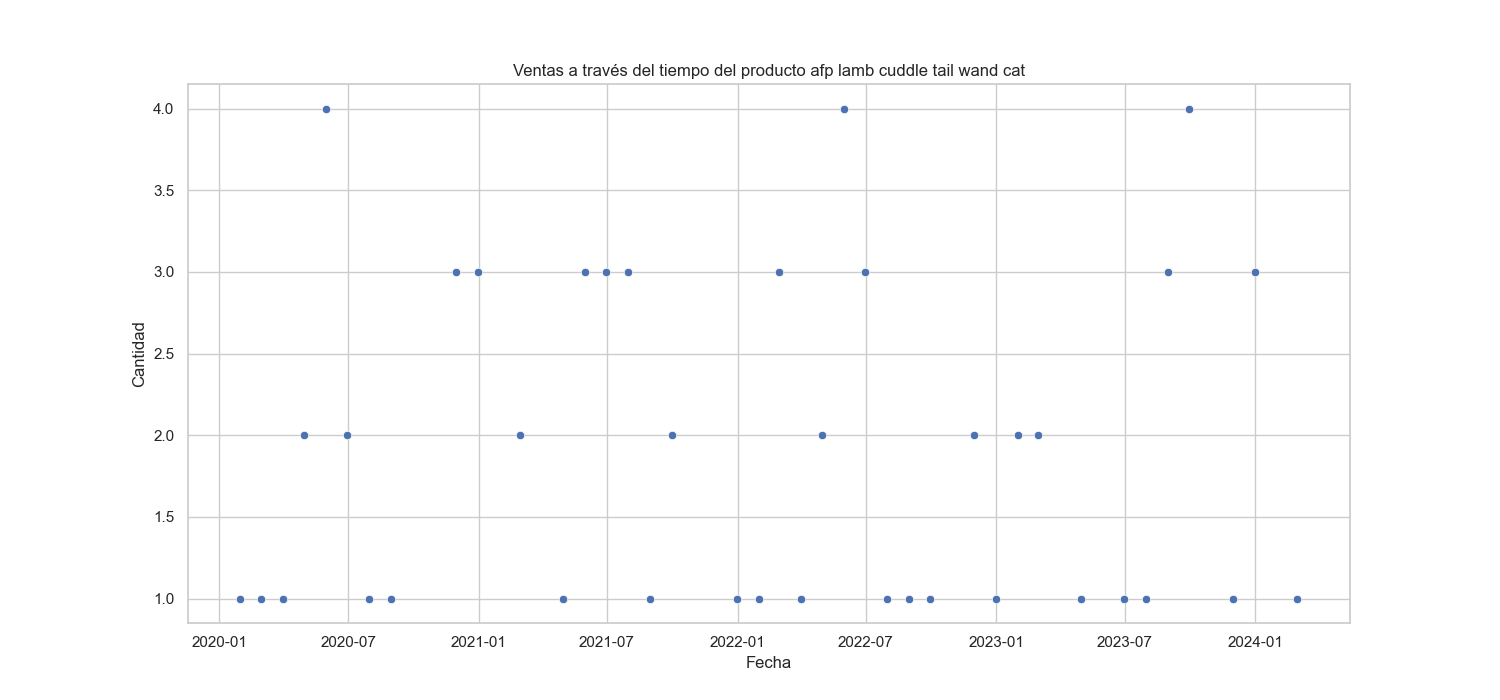 Ventas a través del tiempo del producto afp lamb cuddle tail wand cat
4.0
3.5
3.0
2.5
2.0
1.5
1.0
Cantidad
2020-01 2020-07 2021-01 2021-07 2022-01 2022-07 2023-01 2023-07 2024-01
Fecha